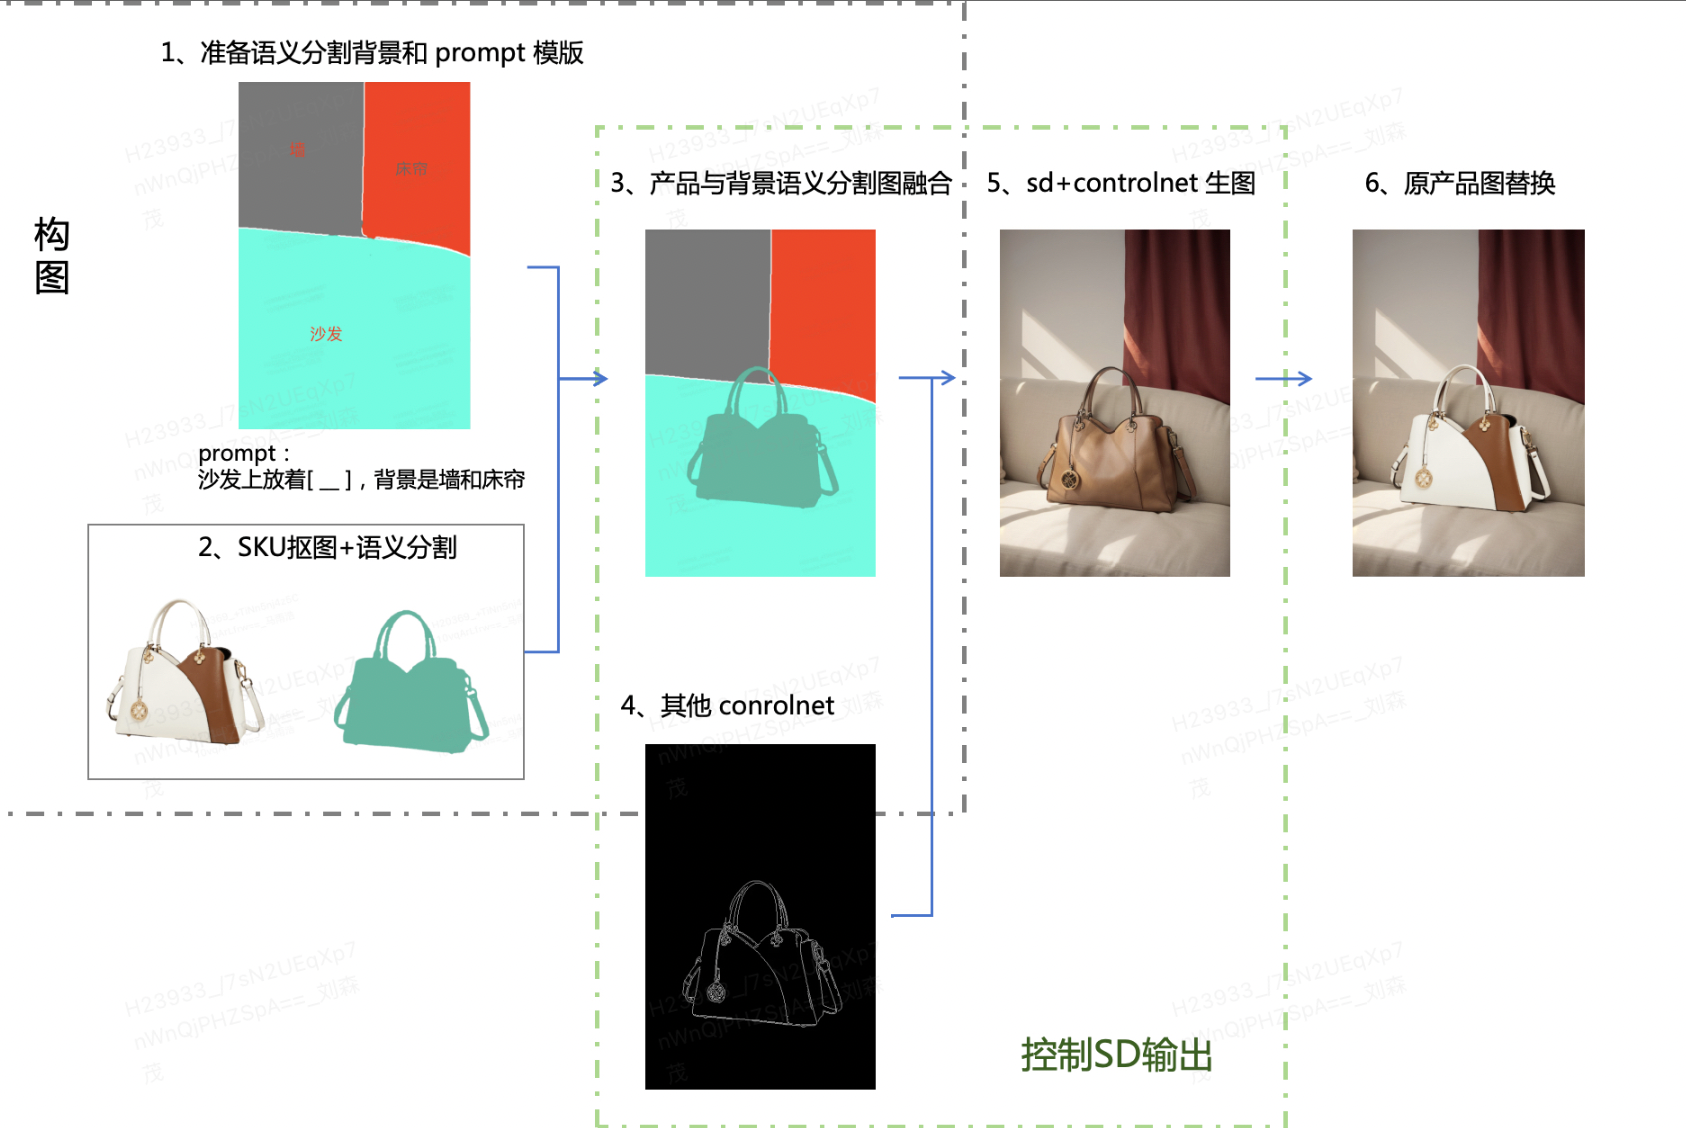 1、准备语义分割背景和 prompt 模版
墙
床帘
沙发
构
图
prompt：
沙发上放着[ __ ]，背景是墙和床帘
2、SKU抠图+语义分割
3、产品与背景语义分割图融合
4、其他 conrolnet
5、sd+controlnet 生图
6、原产品图替换
控制SD输出
H23933_/7sN2UEqXp7
nWnQjPHZSpA==_刘森
茂